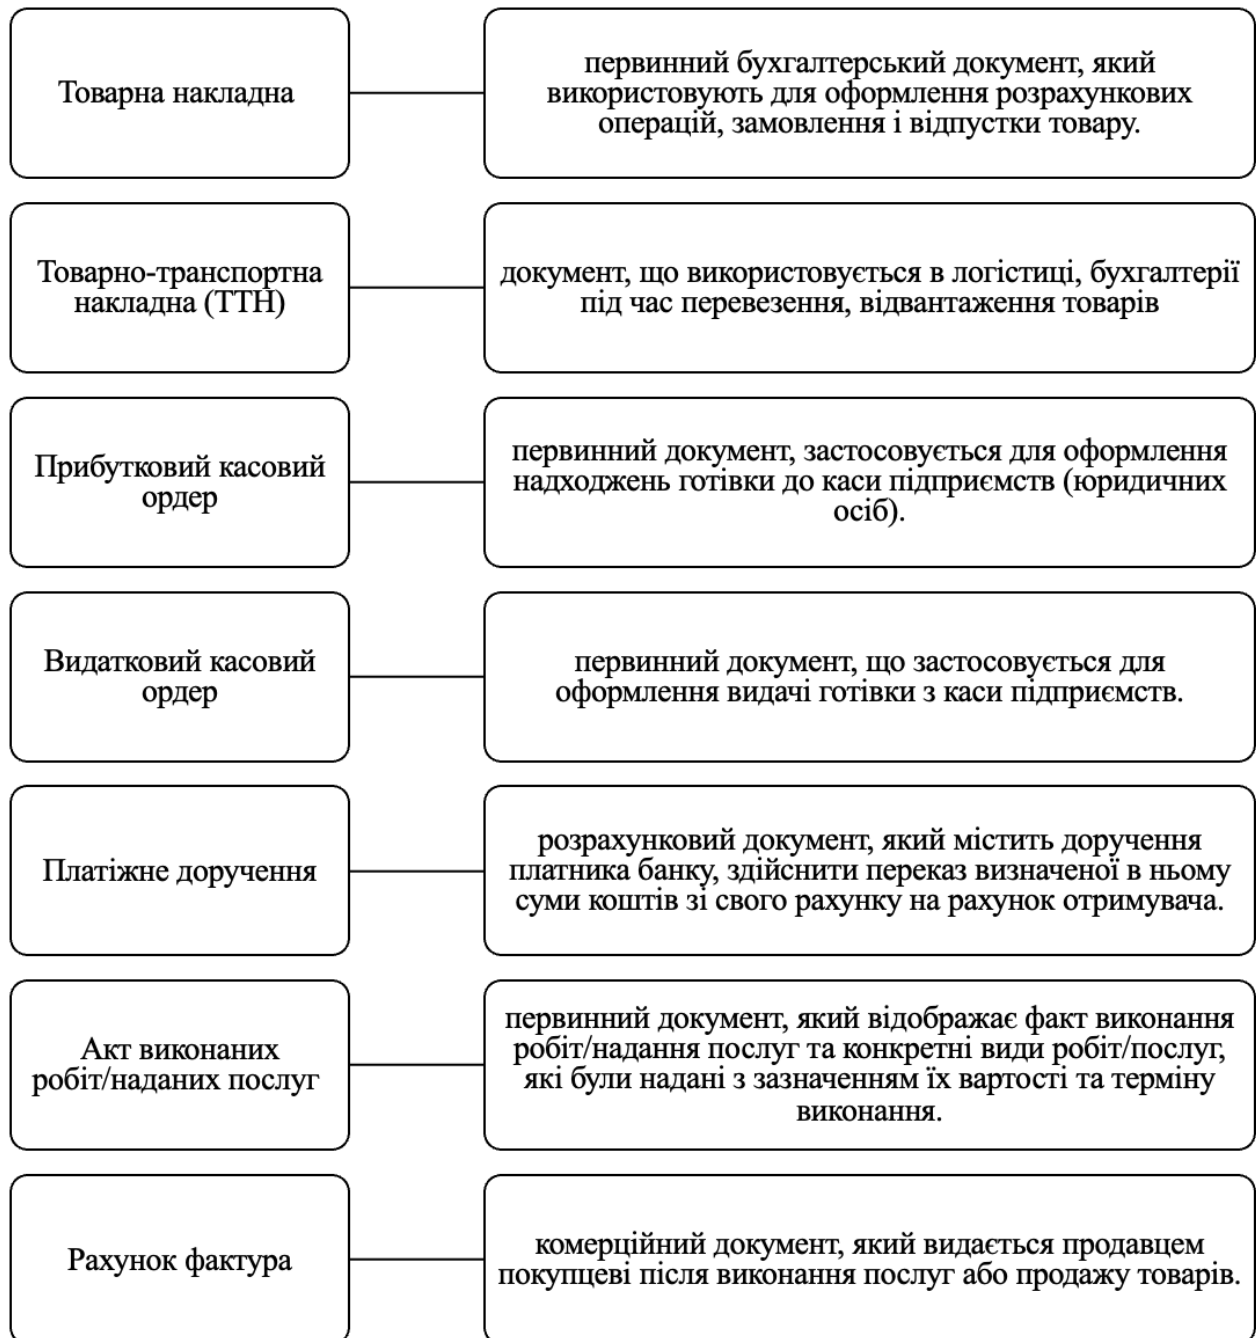 Товарна накладна
первинний бухгалтерський документ, який
використовують для оформлення розрахункових
операцій, замовлення і відпустки товару.
Товарно-транспортна
накладна (ТТН)
документ, що використовується в логістиці, бухгалтерії
під час перевезення, відвантаження товарів
Прибутковий касовий
ордер
первинний документ, застосовується для оформлення
надходжень готівки до каси підприємств (юридичних
осіб).
Видатковий касовий
ордер
первинний документ, що застосовується для
оформлення видачі готівки з каси підприємств.
Платіжне доручення
розрахунковий документ, який містить доручення
платника банку, здійснити переказ визначеної в ньому
суми коштів зі свого рахунку на рахунок отримувача.
Акт виконаних
робіт/наданих послуг
первинний документ, який відображає факт виконання
робіт/надання послуг та конкретні види робіт/послуг,
які були надані з зазначенням їх вартості та терміну
виконання.
Рахунок фактура
комерційний документ, який видається продавцем
покупцеві після виконання послуг або продажу товарів.